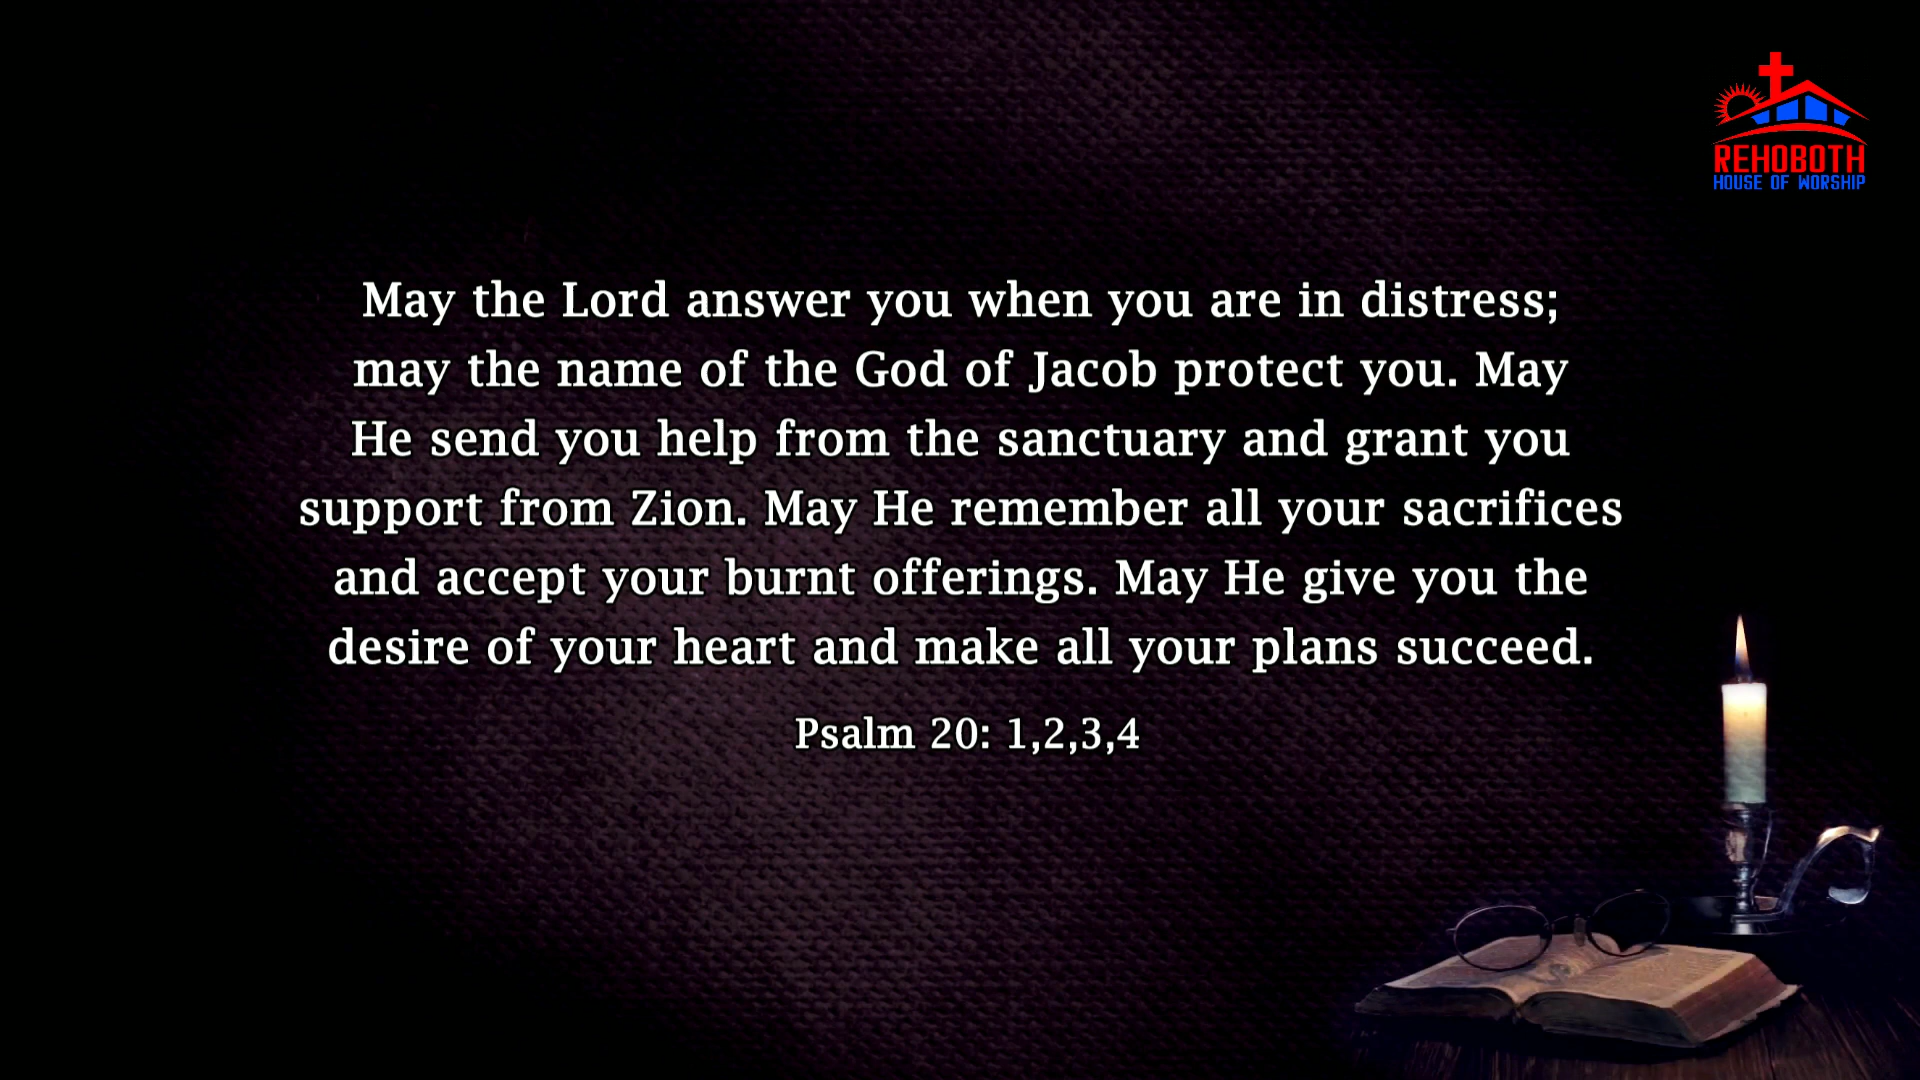 REHOBOTH
HOUSE OF WORSHIP
May the Lord answer you when you are in distress;
may the name of the God of Jacob protect you. May
He send you help from the sanctuary and grant you
support from Zion. May He remember all your sacrifices
and accept your burnt offerings. May He give you the
desire of your heart and make all your plans succeed.
Psalm 20: 1,2,3,4